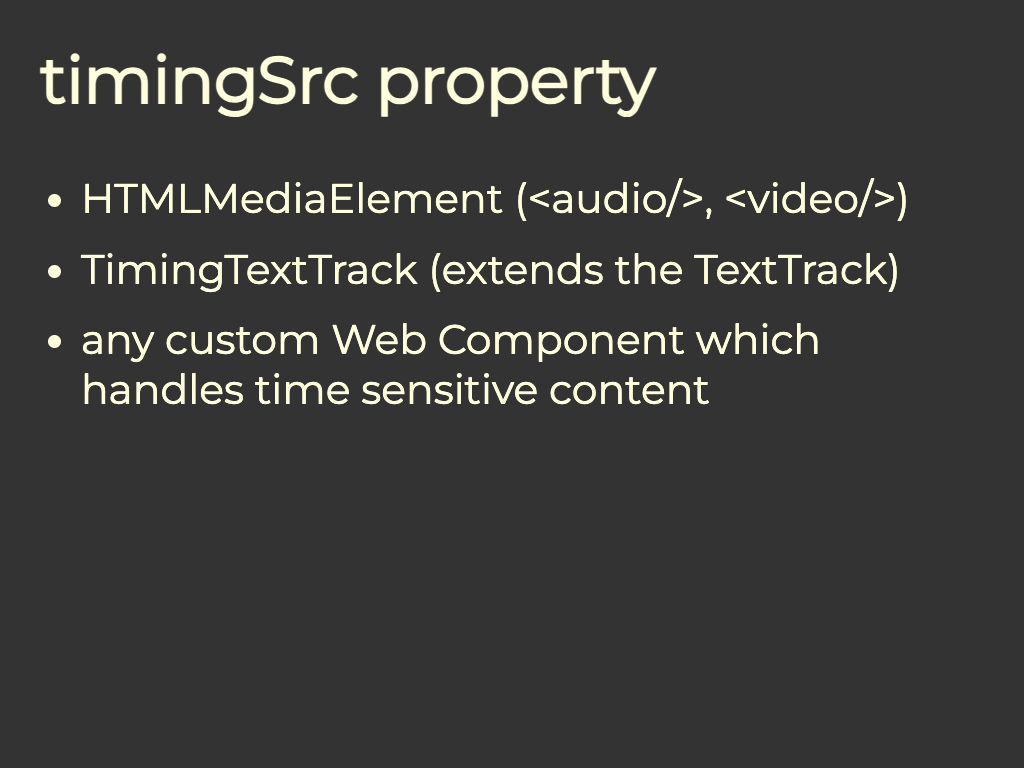 timingSrc property
• HTMLMediaElement (<audio/>, <video/>)
• TimingTextTrack (extends the TextTrack)
• any custom Web Component which
handles time sensitive content